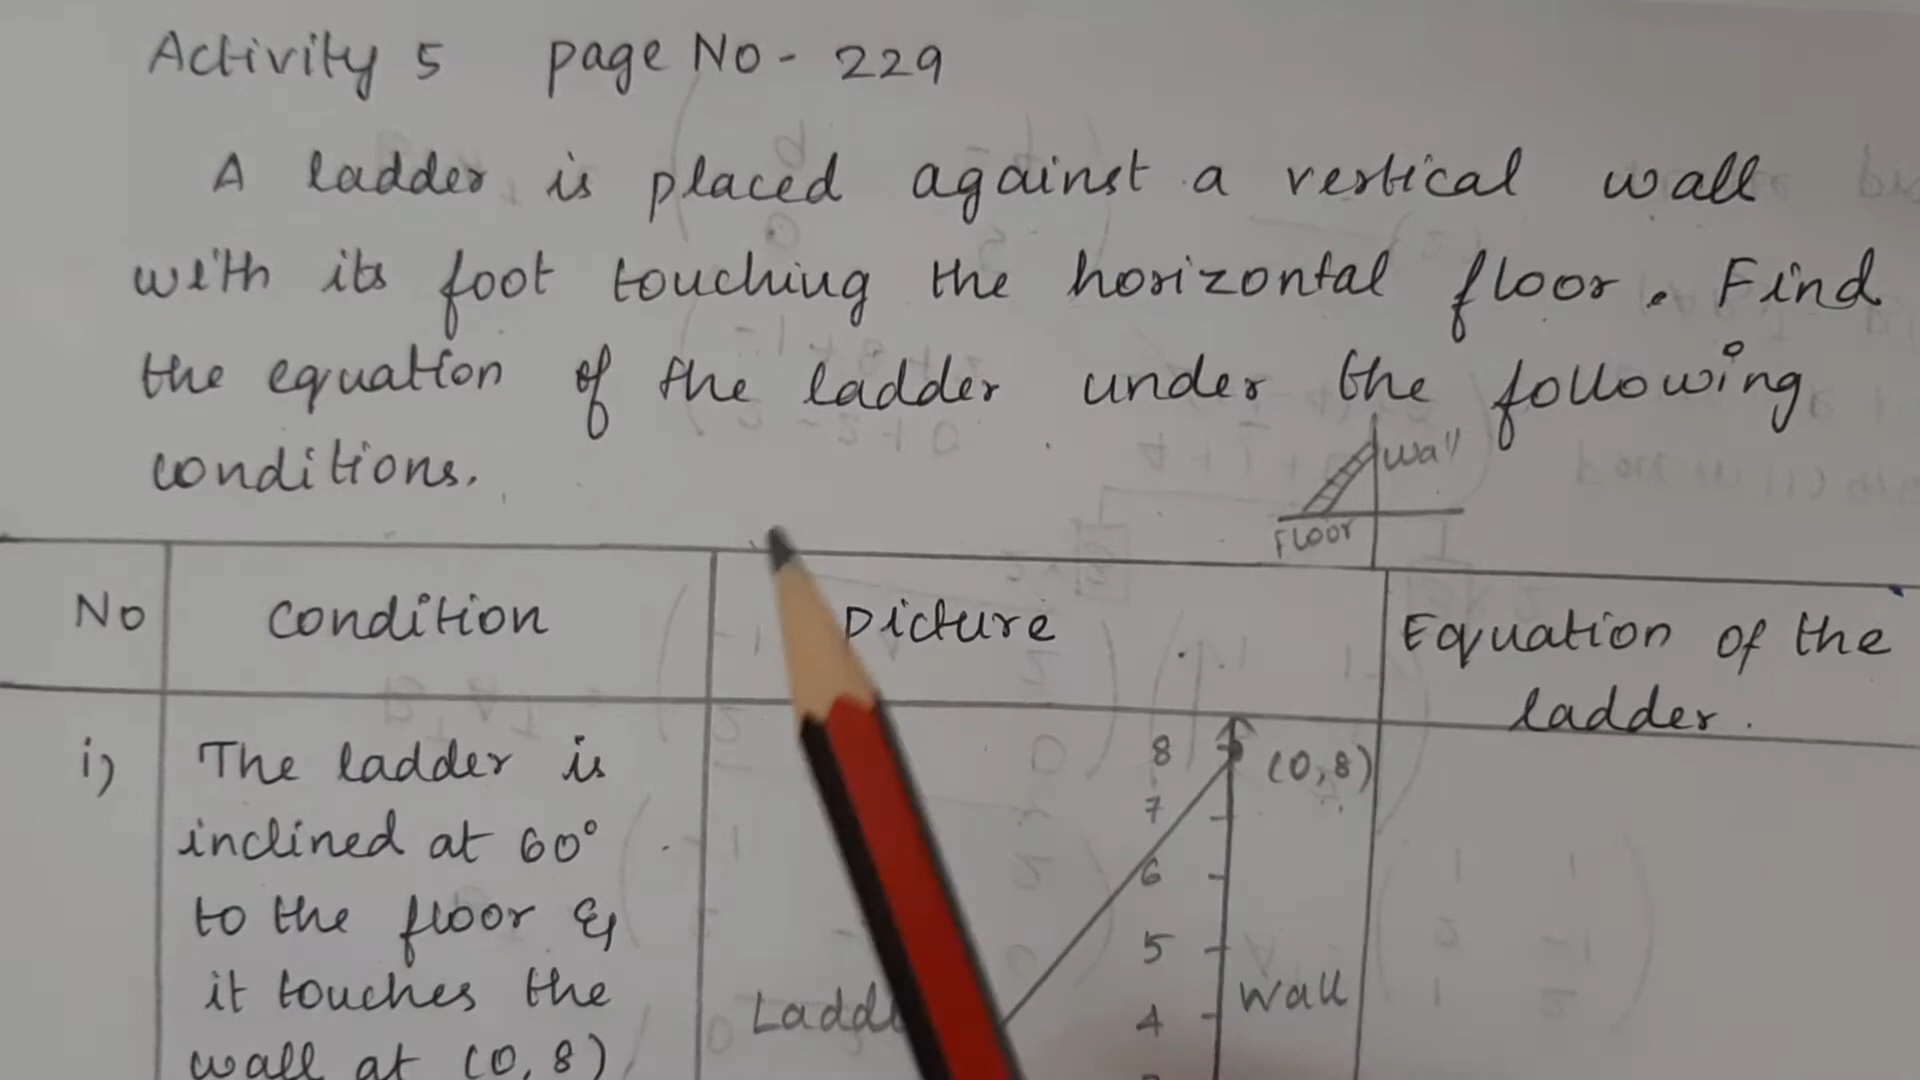 Activity 5 page No - 229
A ladder is placed against a vertical wall
with its foot touching the horizontal floor. Find
the equation of the ladder under the following
conditions.
Wall
Floor
No
Condition
Picture
Equation of the
ladder.
i)
The ladder is
inclined at 60°
to the floor &
it touches the
wall at (0,8)
8
(0,8)
7
6
5
4
Wall